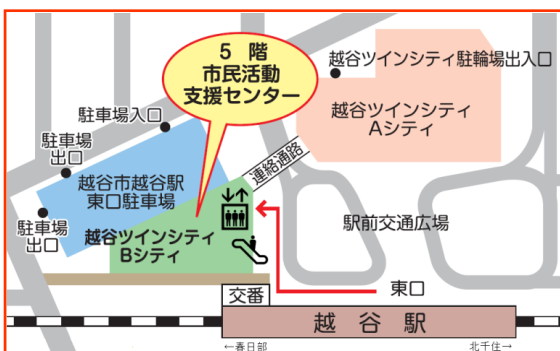 5 階
市民活動
支援センター
越谷ツインシティ駐輪場出入口
越谷ツインシティ
Aシティ
駐車場入口
駐車場
出口
連絡通路
越谷市越谷駅
東口駐車場
駐車場
出口
越谷ツインシティ
Bシティ
駅前交通広場
交番
東口
越 谷 駅
←春日部
北千住→